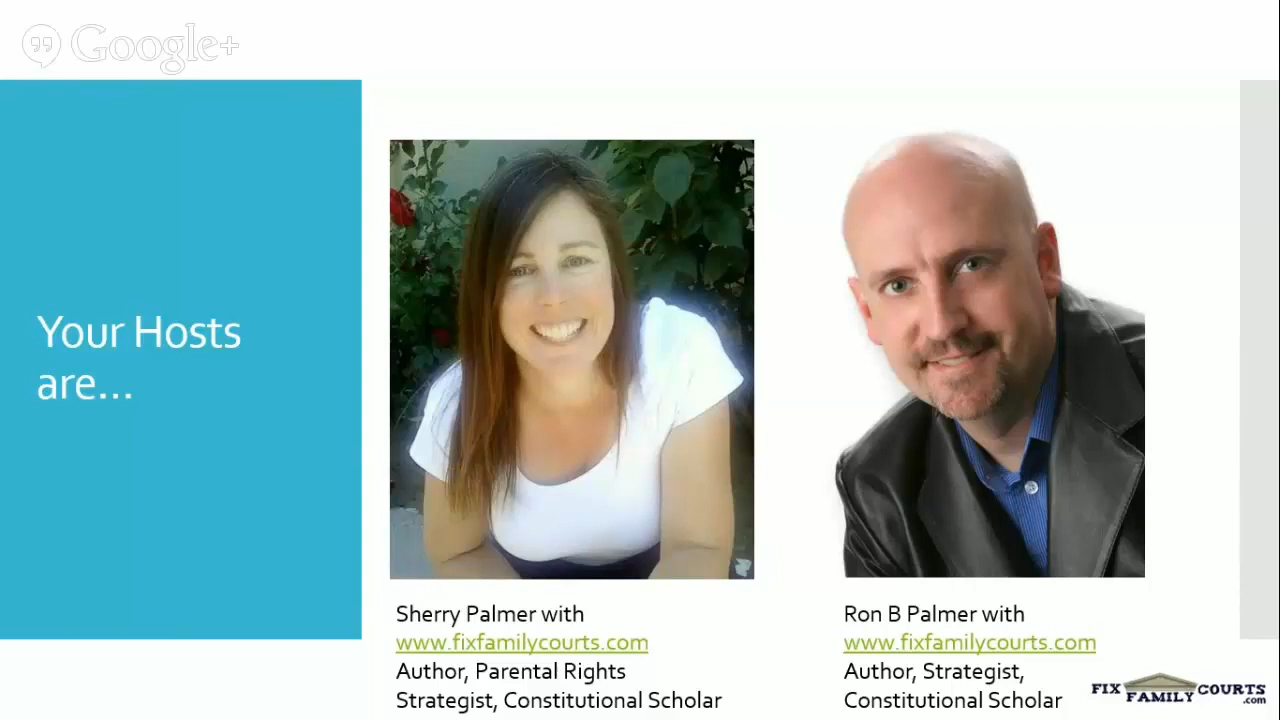 Google+
Your Hosts
are...
Sherry Palmer with
www.fixfamilycourts.com
Author, Parental Rights
Strategist, Constitutional Scholar
Ron B Palmer with
www.fixfamilycourts.com
Author, Strategist,
Constitutional Scholar
FIX FAMILY COURTS
.com